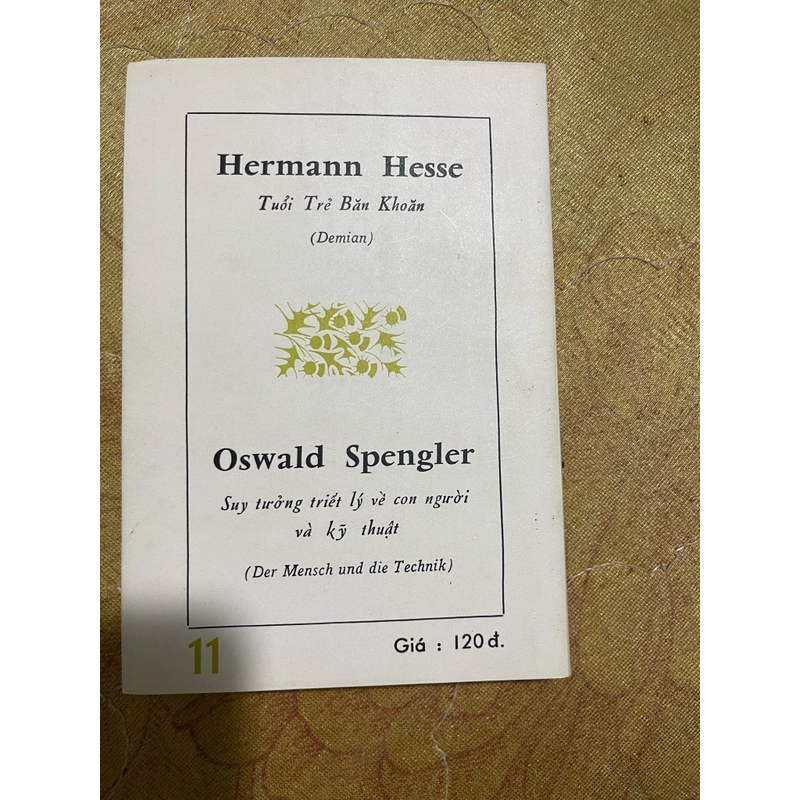 Hermann Hesse
Tuổi Trẻ Băn Khoăn
(Demian)
Oswald Spengler
Suy tưởng triết lý về con người
và kỹ thuật
(Der Mensch und die Technik)
11
Giá : 120đ.